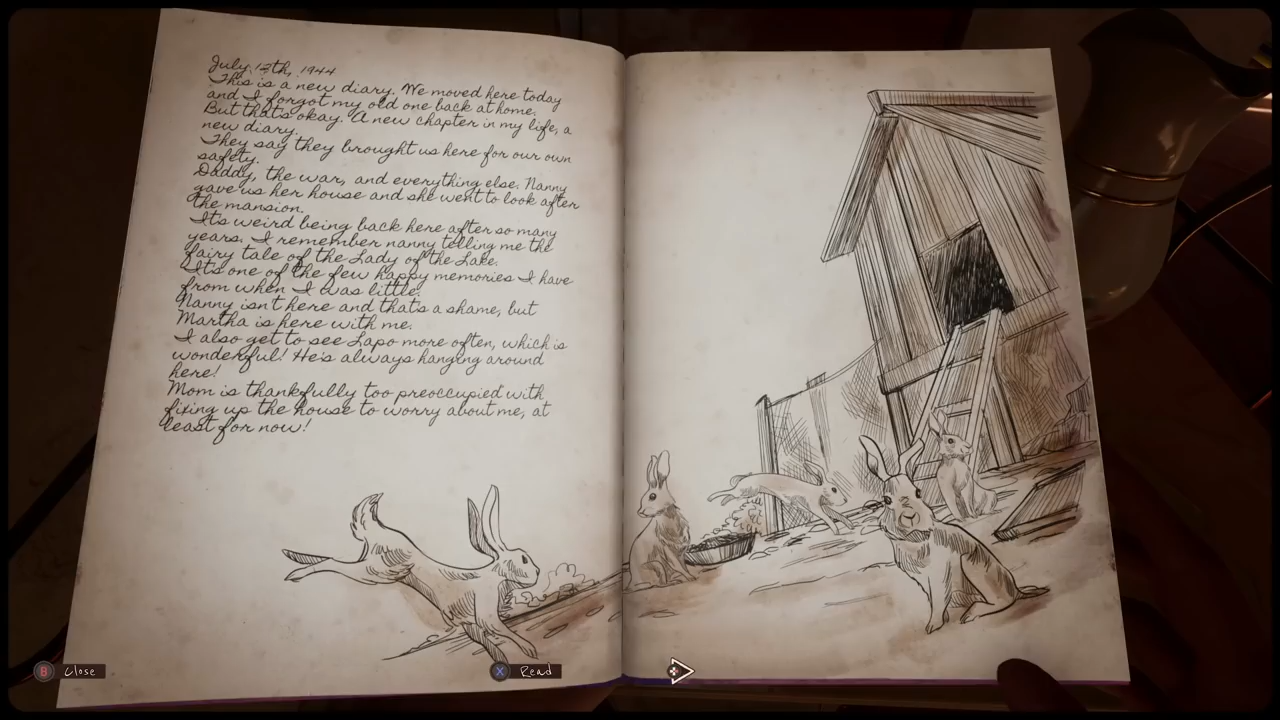 July 13th, 1944
This is a new diary. We moved here today
and I forgot my old one back at home.
But that's okay. A new chapter in my life, a
new diary.
They say they brought us here for our own
safety.
Daddy, the war, and everything else. Nanny
gave us her house and she went to look after
the mansion.
It's weird being back here after so many
years. I remember nanny telling me the
fairy tale of the Lady of the Lake.
It's one of the few happy memories I have
from when I was little.
Nanny isn't here and that's a shame, but
Martha is here with me.
I also get to see Lapo more often, which is
wonderful! He's always hanging around
here!
Mom is thankfully too preoccupied with
fixing up the house to worry about me, at
least for now!
B Close
X Read